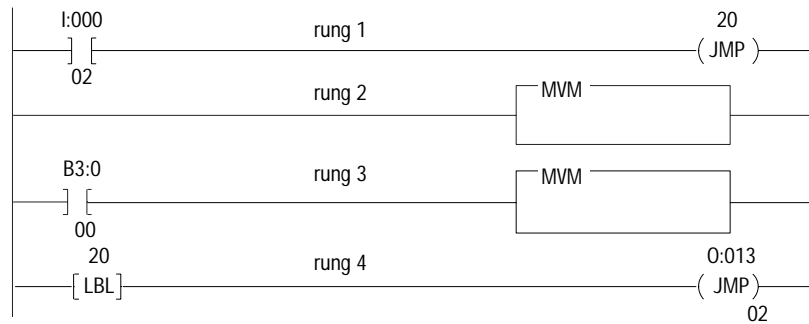 I:000 rung 1 20
] [ ( JMP )
02
rung 2 MVM
B3:0 rung 3 MVM
] [
00
20 rung 4 O:013
[ LBL ] ( JMP )
02